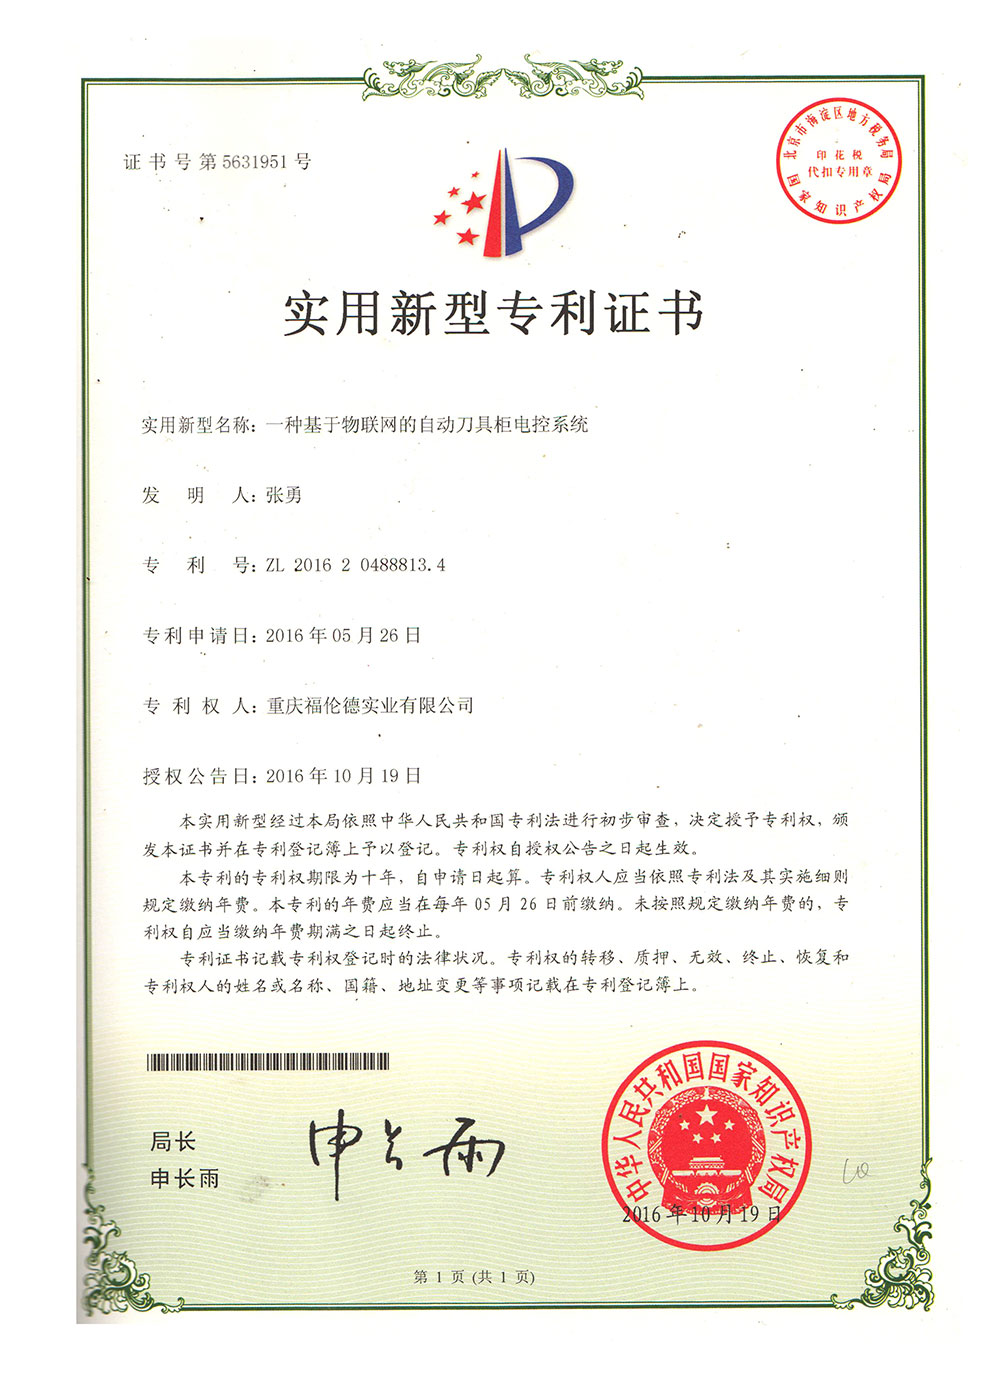 证书号第5631951号
北京市海淀区地方税务局
印花税
代扣专用章
国家知识产权局
实用新型专利证书
实用新型名称：一种基于物联网的自动刀具柜电控系统
发明人：张勇
专利号：ZL 2016 2 0488813.4
专利申请日：2016年05月26日
专利权人：重庆福伦德实业有限公司
授权公告日：2016年10月19日
本实用新型经过本局依照中华人民共和国专利法进行初步审查，决定授予专利权，颁
发本证书并在专利登记簿上予以登记。专利权自授权公告之日起生效。
本专利的专利权期限为十年，自申请日起算。专利权人应当依照专利法及其实施细则
规定缴纳年费。本专利的年费应当在每年05月26日前缴纳。未按照规定缴纳年费的，专
利权自应当缴纳年费期满之日起终止。
专利证书记载专利权登记时的法律状况。专利权的转移、质押、无效、终止、恢复和
专利权人的姓名或名称、国籍、地址变更等事项记载在专利登记簿上。
局长
申长雨
申长雨
中华人民共和国国家知识产权局
2016年10月19日
第1页(共1页)